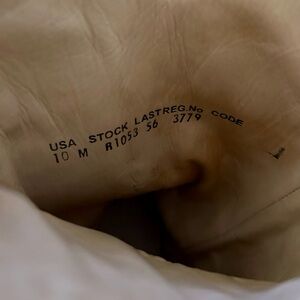 USA STOCK LASTREG.No CODE
10 M R1053 56 3779